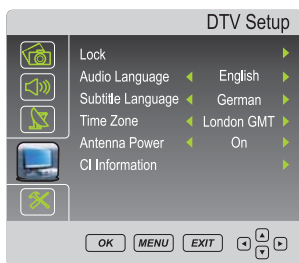 DTV Setup
Lock
Audio Language English
Subtitle Language German
Time Zone London GMT
Antenna Power On
CI Information
OK MENU EXIT